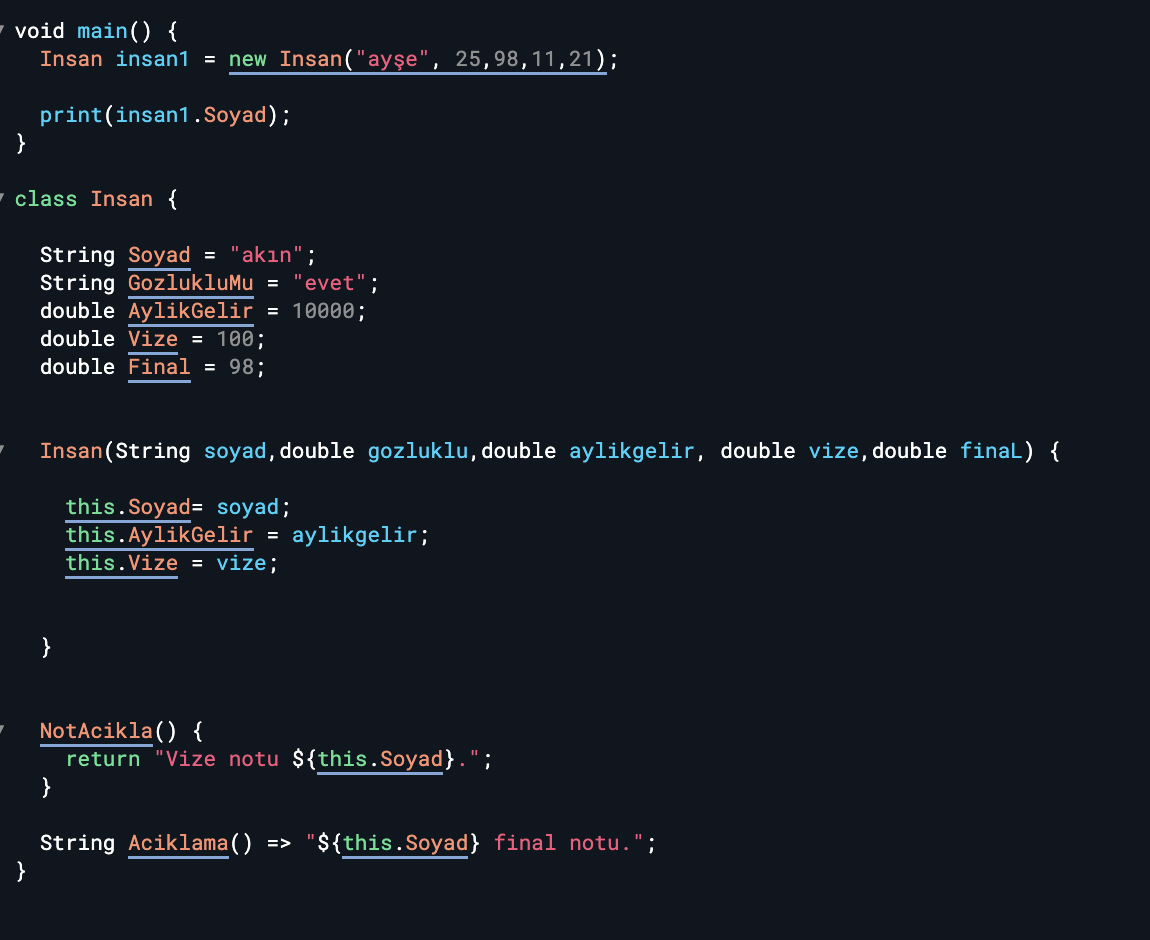 void main() {
  Insan insan1 = new Insan("ayşe", 25,98,11,21);
  print(insan1.Soyad);
}
class Insan {
  String Soyad = "akın";
  String GozlukluMu = "evet";
  double AylikGelir = 10000;
  double Vize = 100;
  double Final = 98;
  Insan(String soyad,double gozluklu,double aylikgelir, double vize,double finaL) {
    this.Soyad= soyad;
    this.AylikGelir = aylikgelir;
    this.Vize = vize;
  }
  NotAcikla() {
    return "Vize notu ${this.Soyad}.";
  }
  String Aciklama() => "${this.Soyad} final notu.";
}